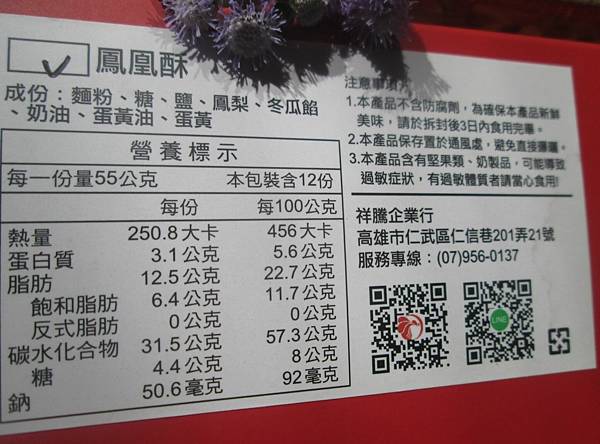 鳳凰酥
成份：麵粉、糖、鹽、鳳梨、冬瓜餡
、奶油、蛋黃油、蛋黃
營養標示
每一份量55公克 本包裝含12份
每份 每100公克
熱量 250.8大卡 456大卡
蛋白質 3.1公克 5.6公克
脂肪 12.5公克 22.7公克
飽和脂肪 6.4公克 11.7公克
反式脂肪 0公克 0公克
碳水化合物 31.5公克 57.3公克
糖 4.4公克 8公克
鈉 50.6毫克 92毫克
注意事項
1.本產品不含防腐劑，為確保本產品新鮮
美味，請於拆封後3日內食用完畢。
2.本產品保存置於通風處，避免直接曝曬。
3.本產品含有堅果類、奶製品，可能導致
過敏症狀，有過敏體質者請當心食用!
祥騰企業行
高雄市仁武區仁信巷201弄21號
服務專線：(07)956-0137
LINE